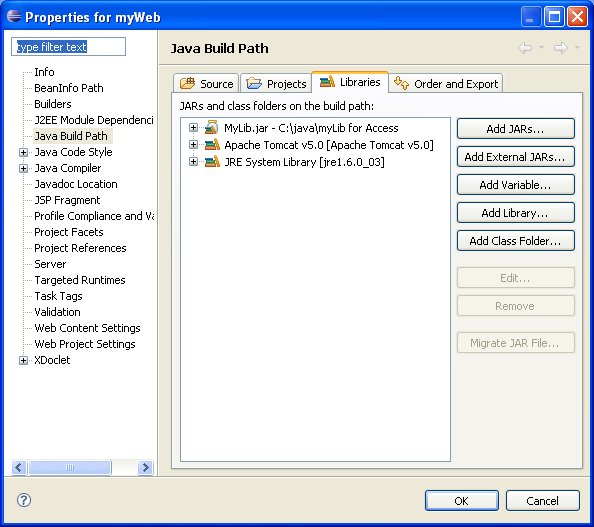 Properties for myWeb
type filter text
Info
BeanInfo Path
Builders
J2EE Module Dependenci
Java Build Path
Java Code Style
Java Compiler
Javadoc Location
JSP Fragment
Profile Compliance and Va
Project Facets
Project References
Server
Targeted Runtimes
Task Tags
Validation
Web Content Settings
Web Project Settings
XDoclet
Java Build Path
Source
Projects
Libraries
Order and Export
JARs and class folders on the build path:
MyLib.jar - C:\java\myLib for Access
Apache Tomcat v5.0 [Apache Tomcat v5.0]
JRE System Library [jre1.6.0_03]
Add JARs...
Add External JARs...
Add Variable...
Add Library...
Add Class Folder...
Edit...
Remove
Migrate JAR File...
OK
Cancel